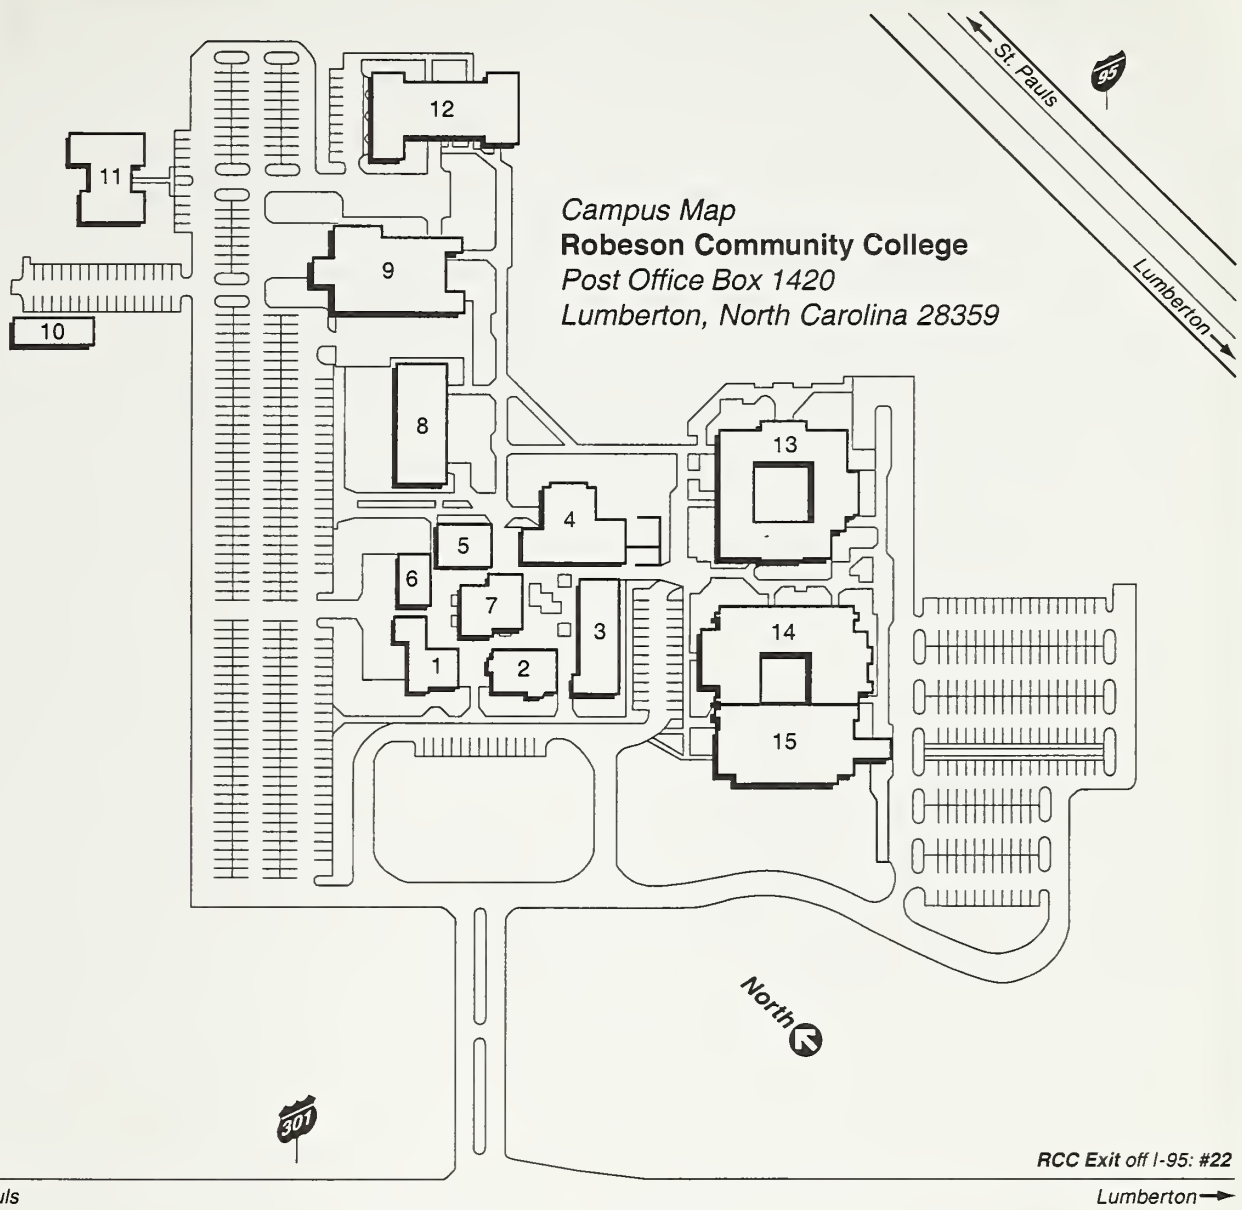 St. Pauls
95
12
11
Campus Map
Robeson Community College
Post Office Box 1420
Lumberton, North Carolina 28359
Lumberton
9
10
8
13
4
5
6
7
3
14
1
2
15
North
301
RCC Exit off I-95: #22
uls
Lumberton